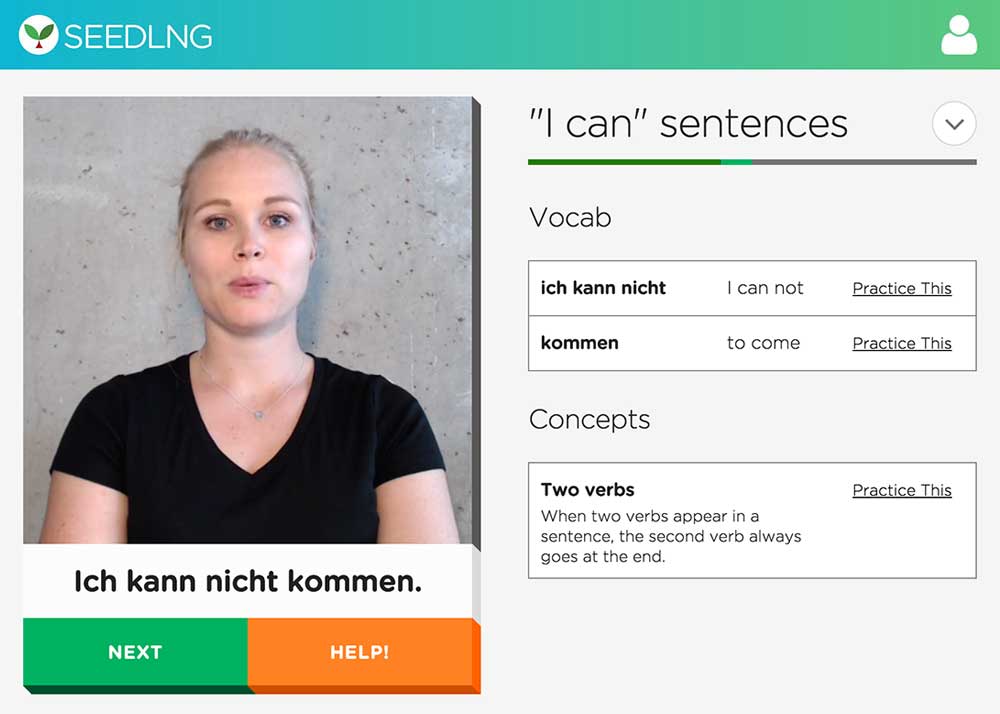 SEEDLNG
Ich kann nicht kommen.
NEXT
HELP!
"I can" sentences
Vocab
ich kann nicht I can not Practice This
kommen to come Practice This
Concepts
Two verbs Practice This
When two verbs appear in a
sentence, the second verb always
goes at the end.